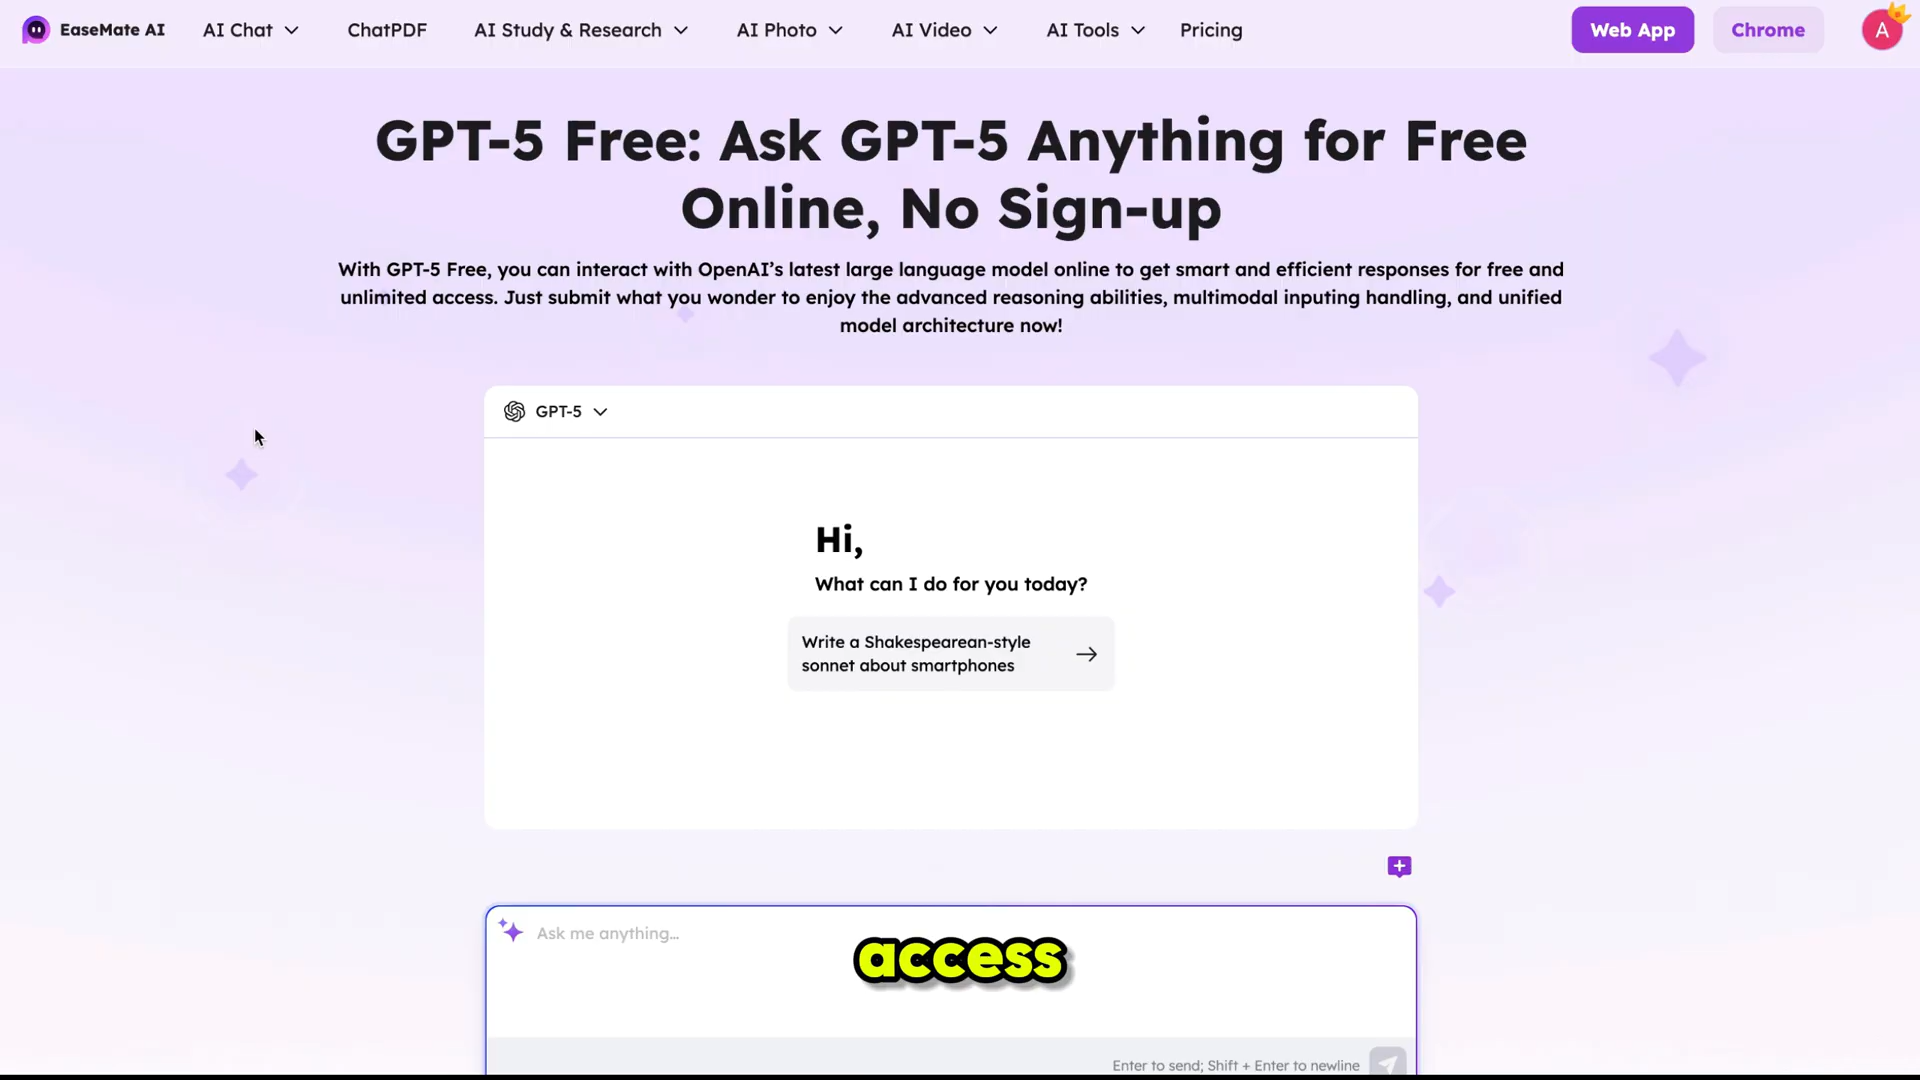 EaseMate AI
AI Chat
ChatPDF
AI Study & Research
AI Photo
AI Video
AI Tools
Pricing
Web App
Chrome
A
GPT-5 Free: Ask GPT-5 Anything for Free
Online, No Sign-up
With GPT-5 Free, you can interact with OpenAI's latest large language model online to get smart and efficient responses for free and
unlimited access. Just submit what you wonder to enjoy the advanced reasoning abilities, multimodal inputing handling, and unified
model architecture now!
GPT-5
Hi,
What can I do for you today?
Write a Shakespearean-style
sonnet about smartphones
Ask me anything...
access
Enter to send; Shift + Enter to newline